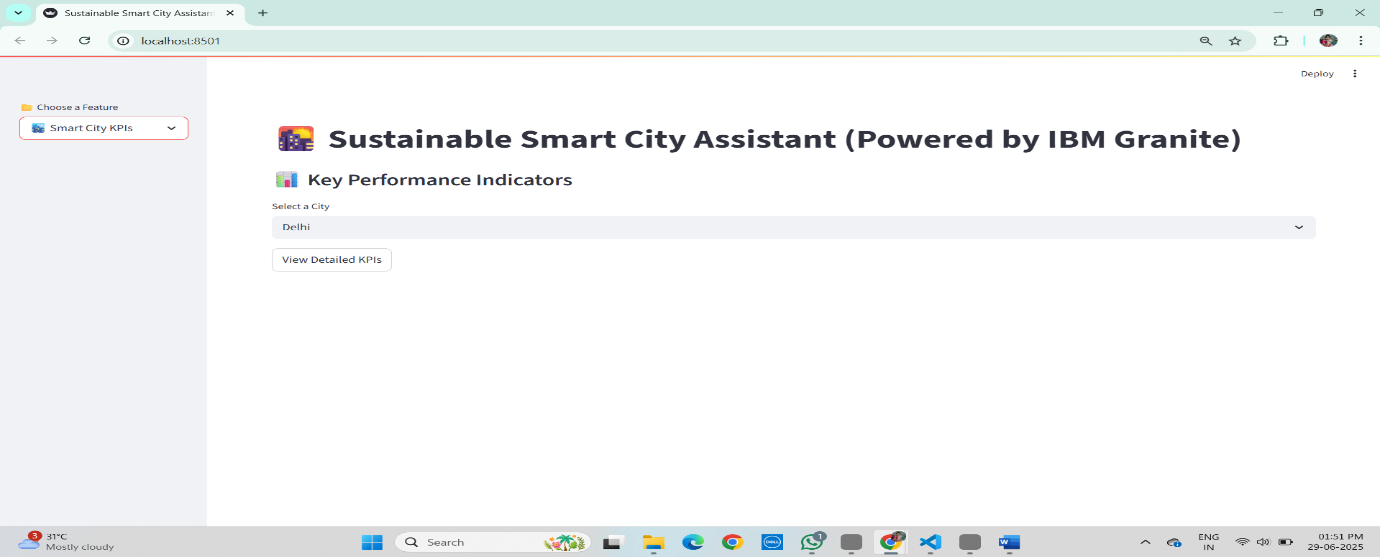 Sustainable Smart City Assistan
localhost:8501
Deploy
Choose a Feature
Smart City KPIs
Sustainable Smart City Assistant (Powered by IBM Granite)
Key Performance Indicators
Select a City
Delhi
View Detailed KPIs
3
31°C
Mostly cloudy
Search
DELL
1
W
ENG
IN
01:51 PM
29-06-2025